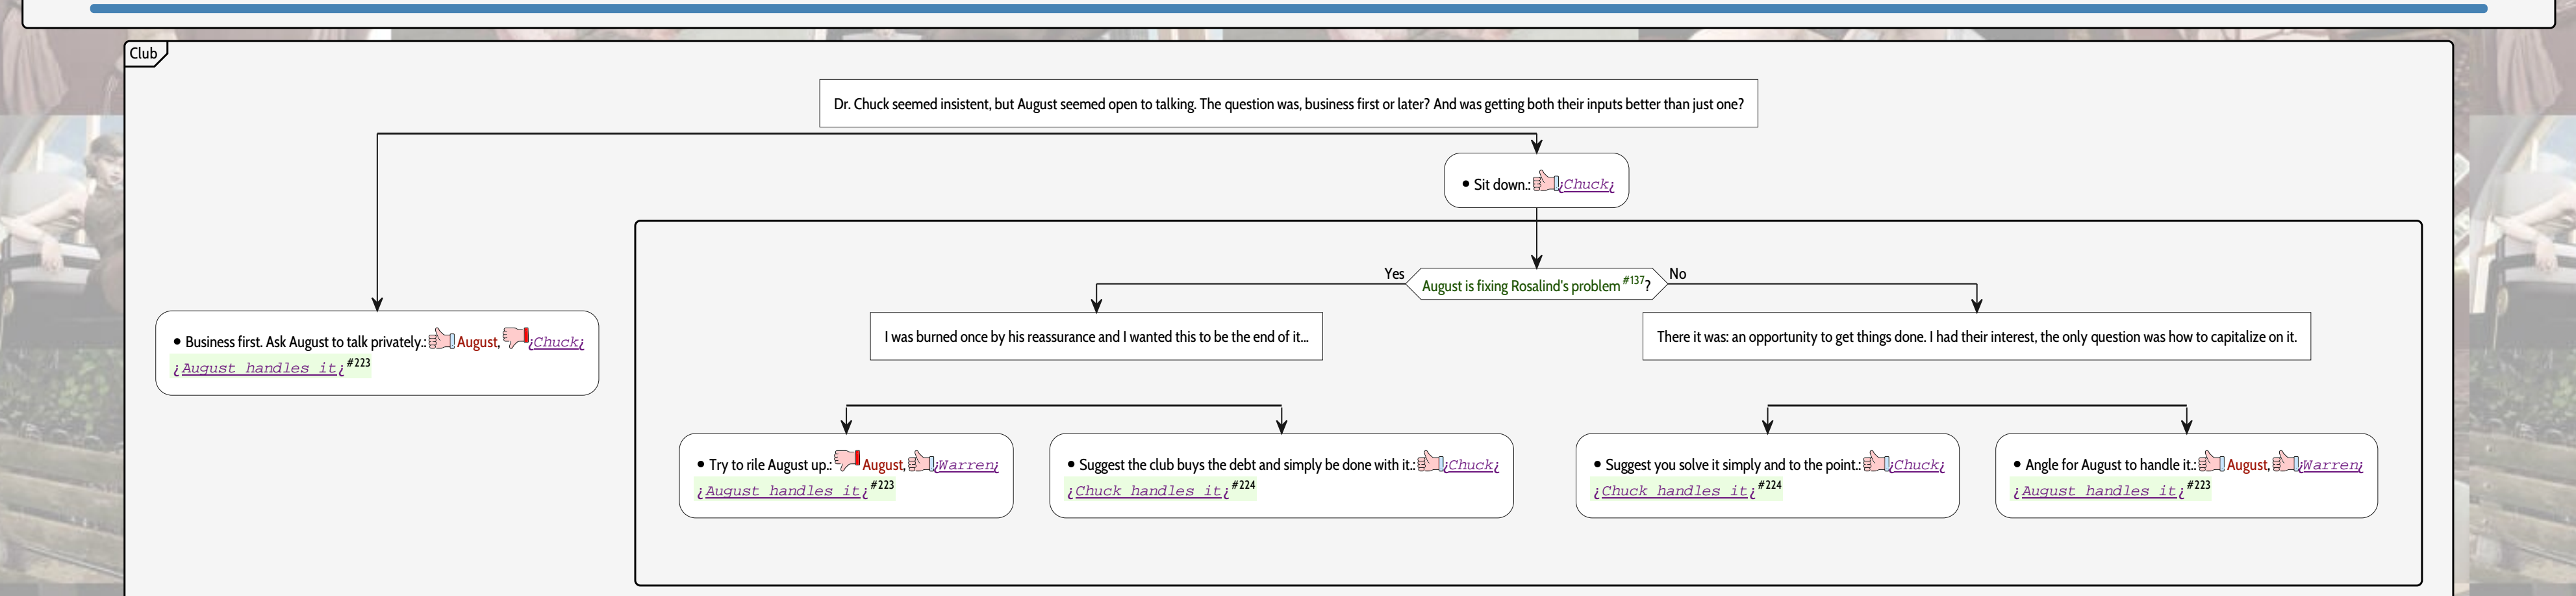 Club
Dr. Chuck seemed insistent, but August seemed open to talking. The question was, business first or later? And was getting both their inputs better than just one?
• Sit down.: ¿Chuck¿
Yes
August is fixing Rosalind's problem #137?
No
• Business first. Ask August to talk privately.: August, ¿Chuck¿
¿August handles it¿ #223
I was burned once by his reassurance and I wanted this to be the end of it...
There it was: an opportunity to get things done. I had their interest, the only question was how to capitalize on it.
• Try to rile August up.: August, ¿Warren¿
¿August handles it¿ #223
• Suggest the club buys the debt and simply be done with it.: ¿Chuck¿
¿Chuck handles it¿ #224
• Suggest you solve it simply and to the point.: ¿Chuck¿
¿Chuck handles it¿ #224
• Angle for August to handle it.: August, ¿Warren¿
¿August handles it¿ #223